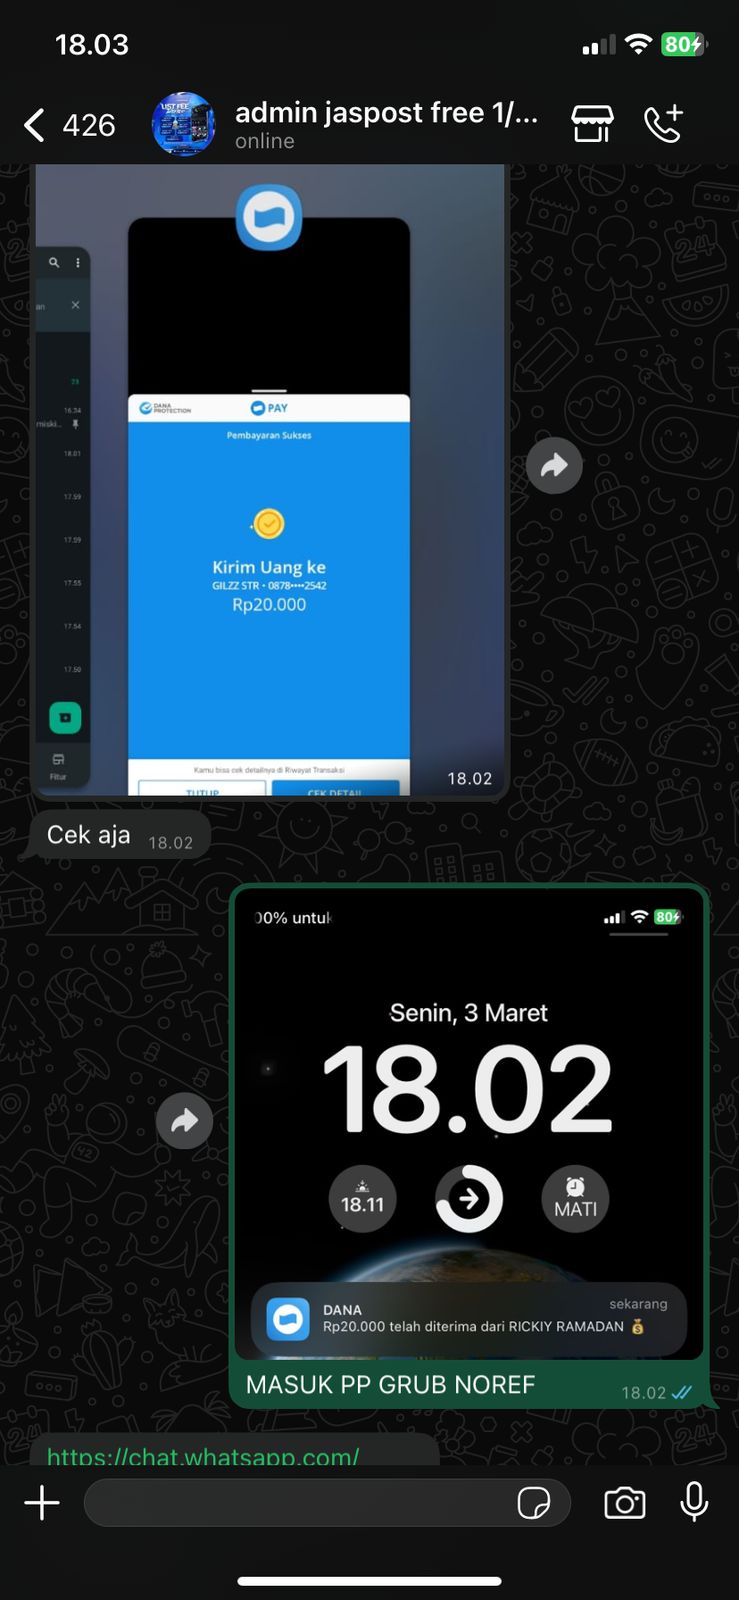 18.03
80
426
admin jaspost free 1/...
online
LIST FEE
an
23
16.34
miski..
18.01
17.59
17.59
17.55
17.54
17.50
Fitur
DANA PROTECTION
PAY
Pembayaran Sukses
Kirim Uang ke
GILZZ STR • 0878••••2542
Rp20.000
Kamu bisa cek detailnya di Riwayat Transaksi
TUTUP
CEK DETAIL
18.02
Cek aja 18.02
00% untuk
80
Senin, 3 Maret
18.02
18.11
MATI
DANA
sekarang
Rp20.000 telah diterima dari RICKIY RAMADAN 💰
MASUK PP GRUB NOREF
18.02
https://chat.whatsapp.com/